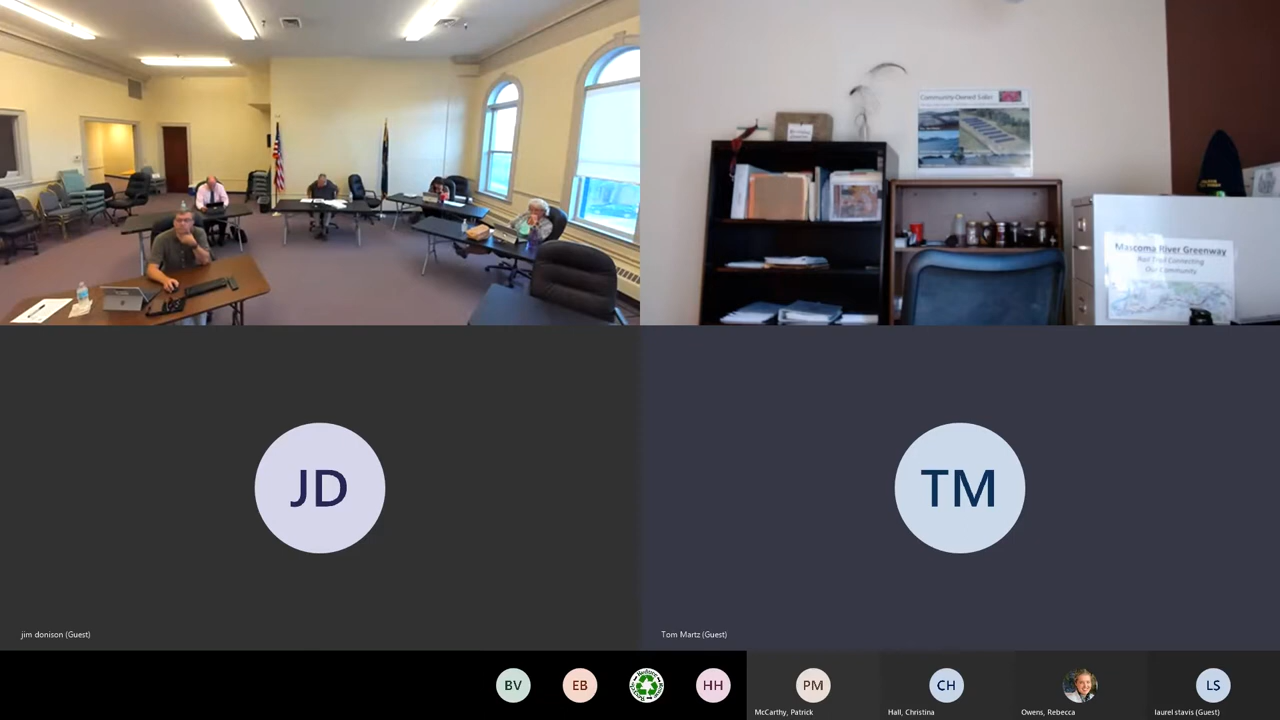 Community-Owned Solar
Mascoma River Greenway
Rail Trail Connecting
Our Community
JD
TM
jim donison (Guest)
Tom Martz (Guest)
BV
EB
HH
PM
CH
LS
McCarthy, Patrick
Hall, Christina
Owens, Rebecca
laurel stavis (Guest)